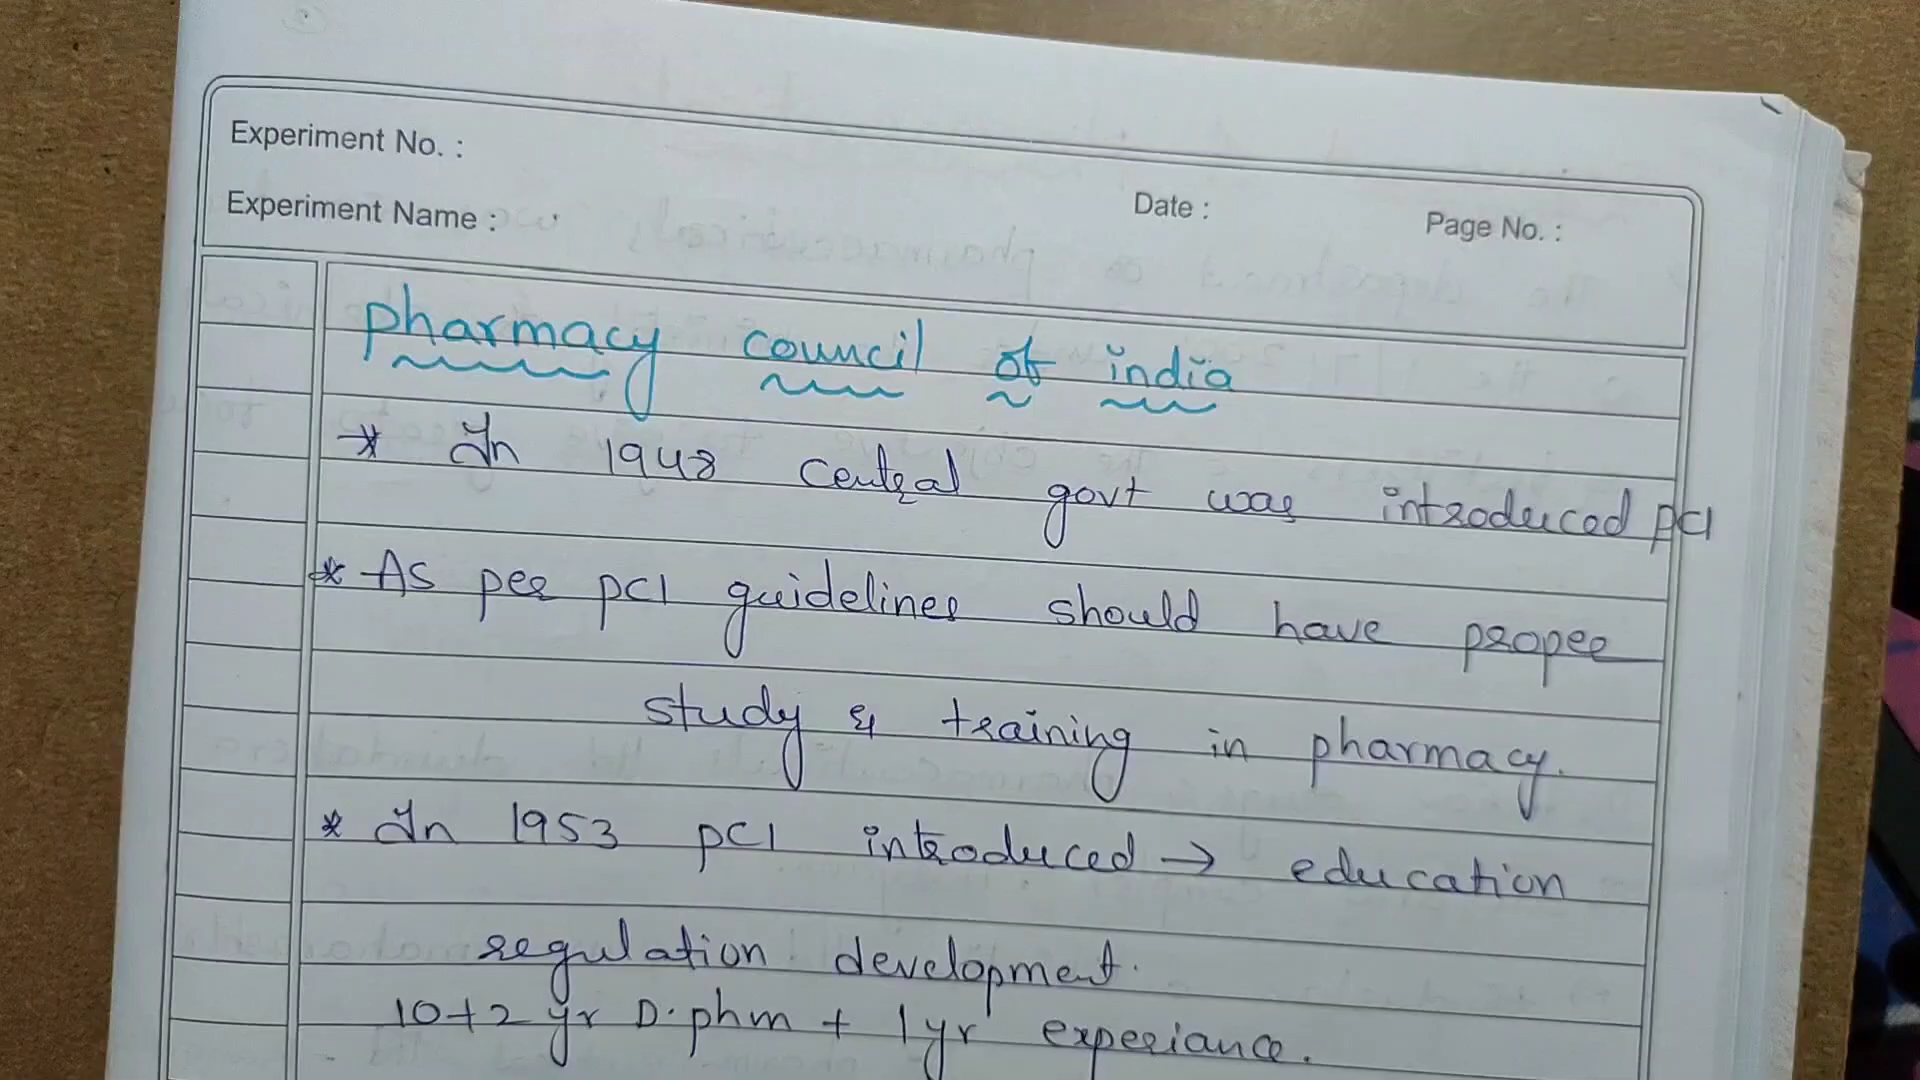 Experiment No. :
Experiment Name :
Date :
Page No. :
pharmacy council of india
* In 1948 central govt was introduced pcI
* As per pcI guidelines should have proper
study & training in pharmacy.
* In 1953 pcI introduced → education
regulation development.
10+2 yr D.phm + 1 yr experiance.